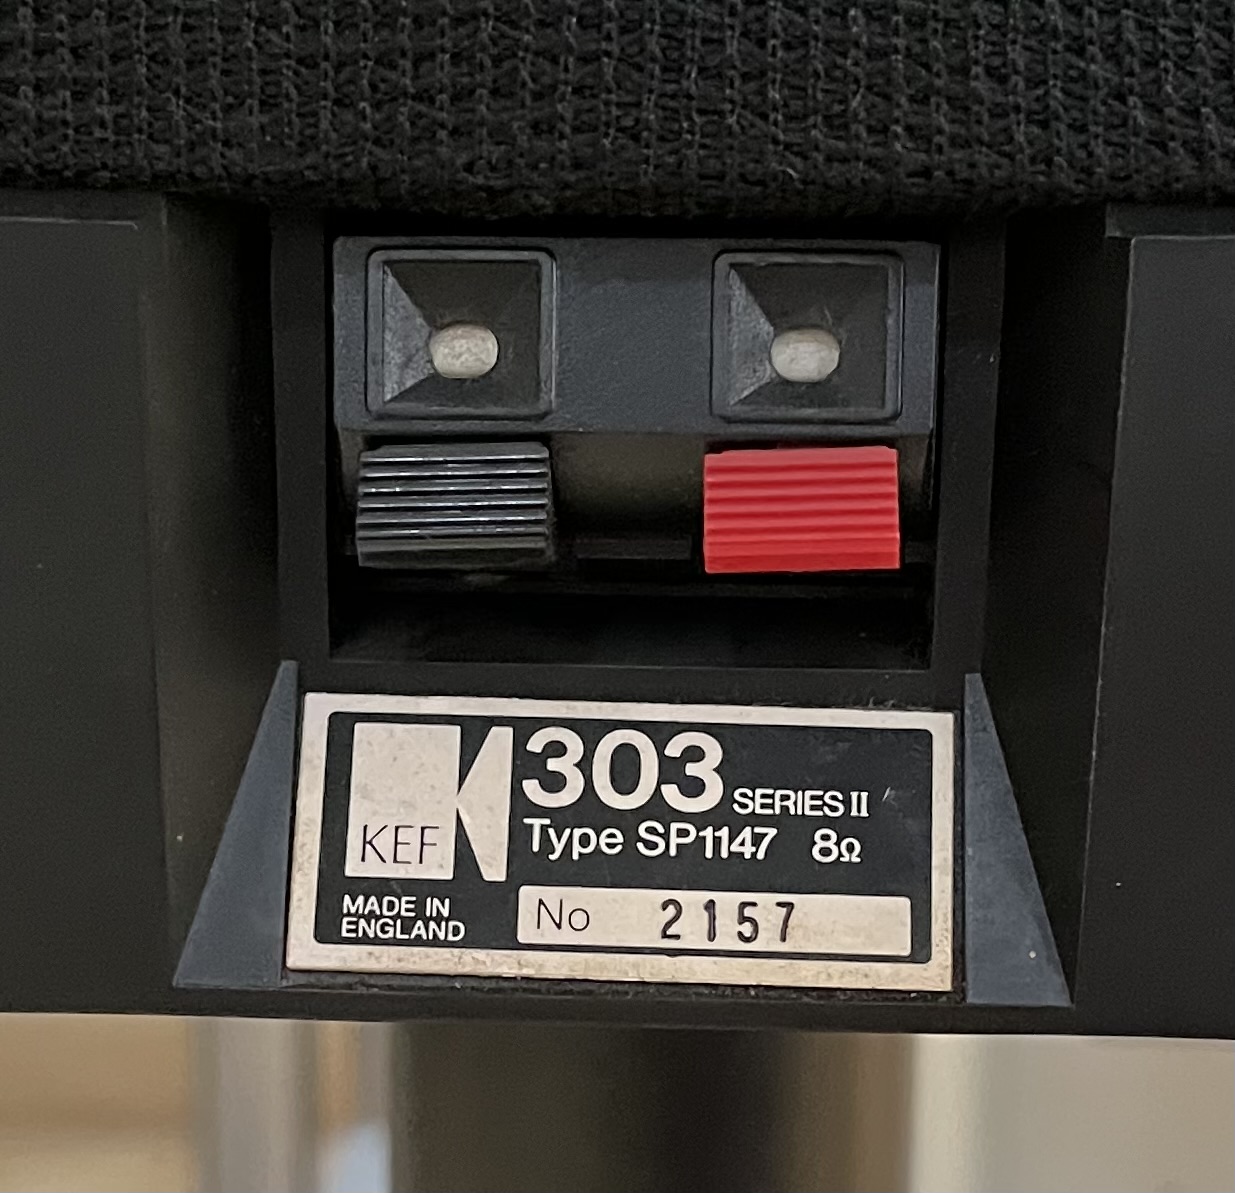 303 SERIES II
KEF
Type SP1147 8Ω
MADE IN
ENGLAND
No 2157